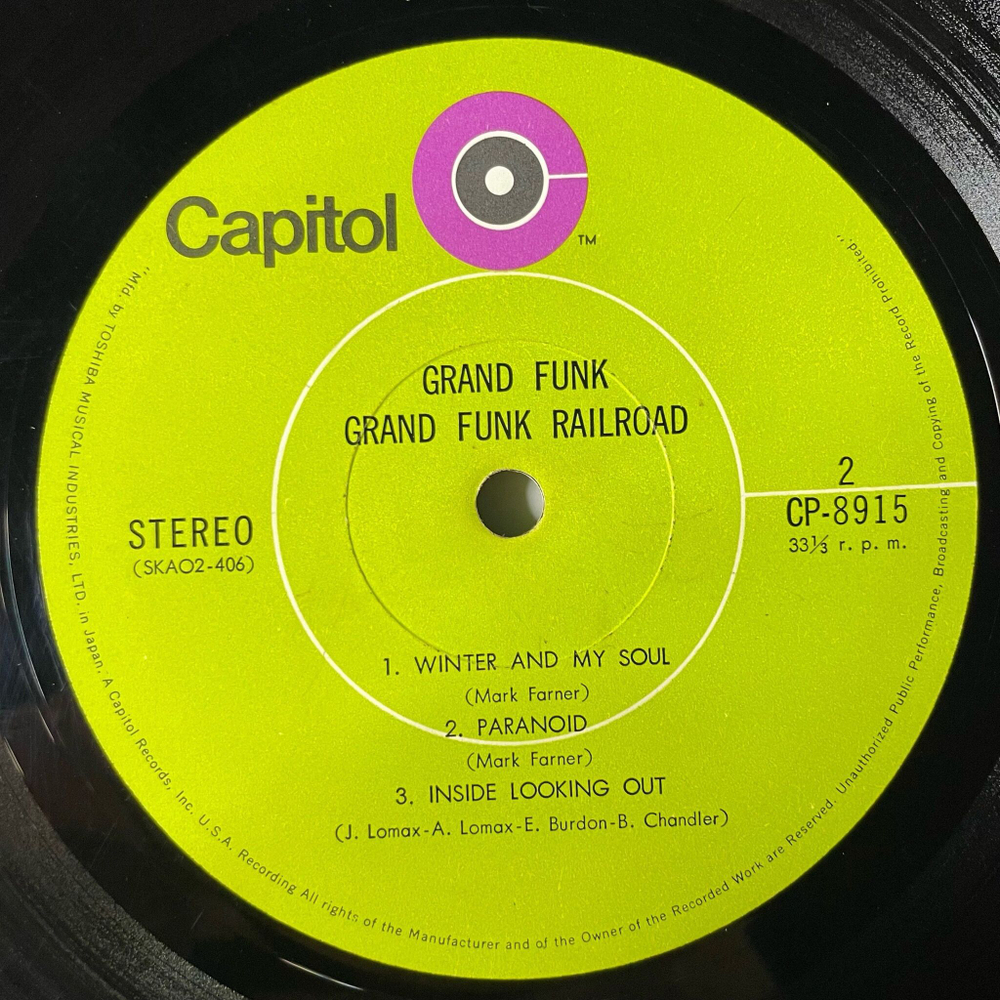 Capitol
TM
GRAND FUNK
GRAND FUNK RAILROAD
2
CP-8915
33⅓ r. p. m.
STEREO
(SKAO2-406)
1. WINTER AND MY SOUL
(Mark Farner)
2. PARANOID
(Mark Farner)
3. INSIDE LOOKING OUT
(J. Lomax-A. Lomax-E. Burdon-B. Chandler)
"Mfd. by TOSHIBA MUSICAL INDUSTRIES, LTD. in Japan, A Capitol Records, Inc. U.S.A. Recording All rights of the Manufacturer and of the Owner of the Recorded Work are Reserved. Unauthorized Public Performance, Broadcasting and Copying of the Record Prohibited."